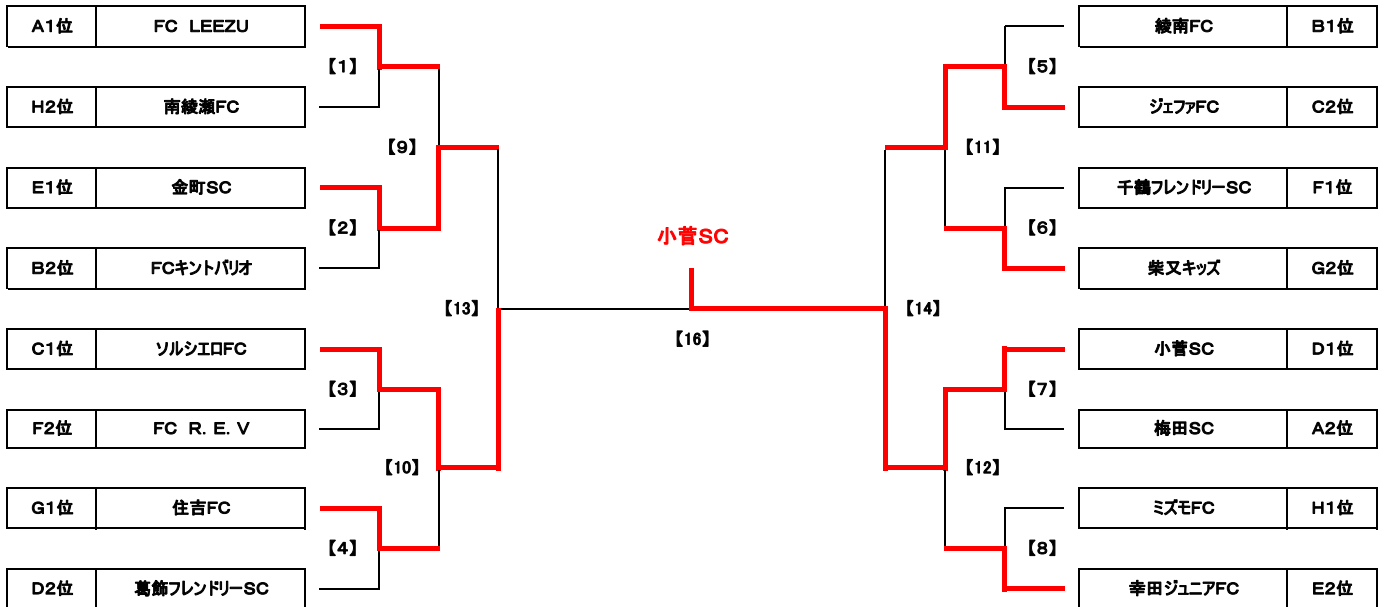 A1位 FC LEEZU
【1】
H2位 南綾瀬FC
【9】
E1位 金町SC
【2】
B2位 FCキントバリオ
【13】
C1位 ソルシエロFC
【3】
F2位 FC R.E.V
【10】
G1位 住吉FC
【4】
D2位 葛飾フレンドリーSC
小菅SC
【16】
綾南FC B1位
【5】
ジェファFC C2位
【11】
千鶴フレンドリーSC F1位
【6】
柴又キッズ G2位
【14】
小菅SC D1位
【7】
梅田SC A2位
【12】
ミズモFC H1位
【8】
幸田ジュニアFC E2位